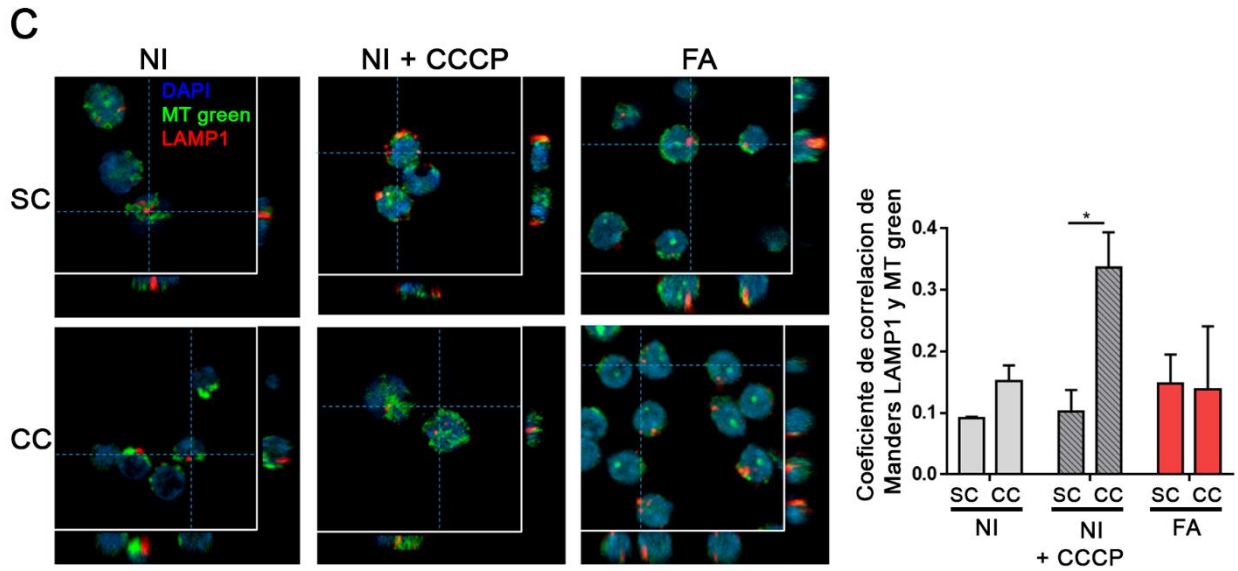 C
NI
NI + CCCP
FA
DAPI
MT green
LAMP1
SC
CC
Coeficiente de correlacion de
Manders LAMP1 y MT green
0.4
0.3
0.2
0.1
0.0
*
SC CC SC CC SC CC
NI NI FA
+ CCCP